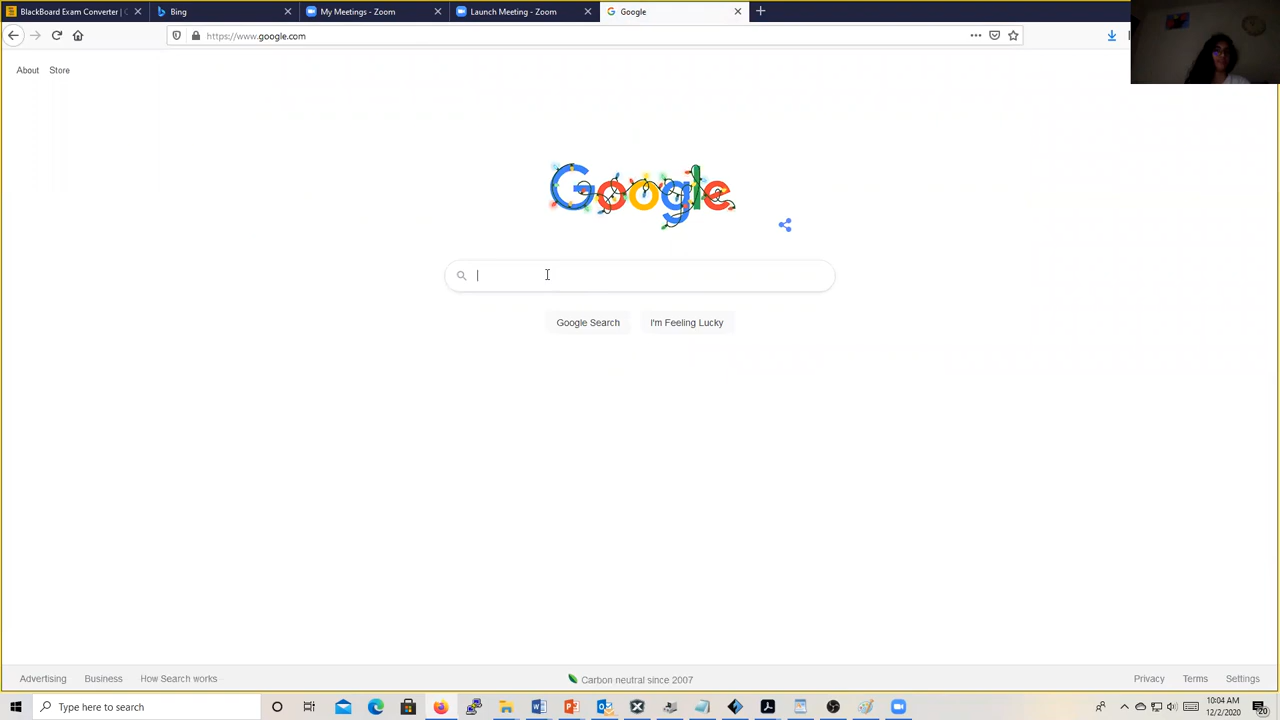 BlackBoard Exam Converter | C
Bing
My Meetings - Zoom
Launch Meeting - Zoom
Google
https://www.google.com
About
Store
Google
Google Search
I'm Feeling Lucky
Advertising
Business
How Search works
Carbon neutral since 2007
Privacy
Terms
Settings
Type here to search
10:04 AM
12/2/2020
20